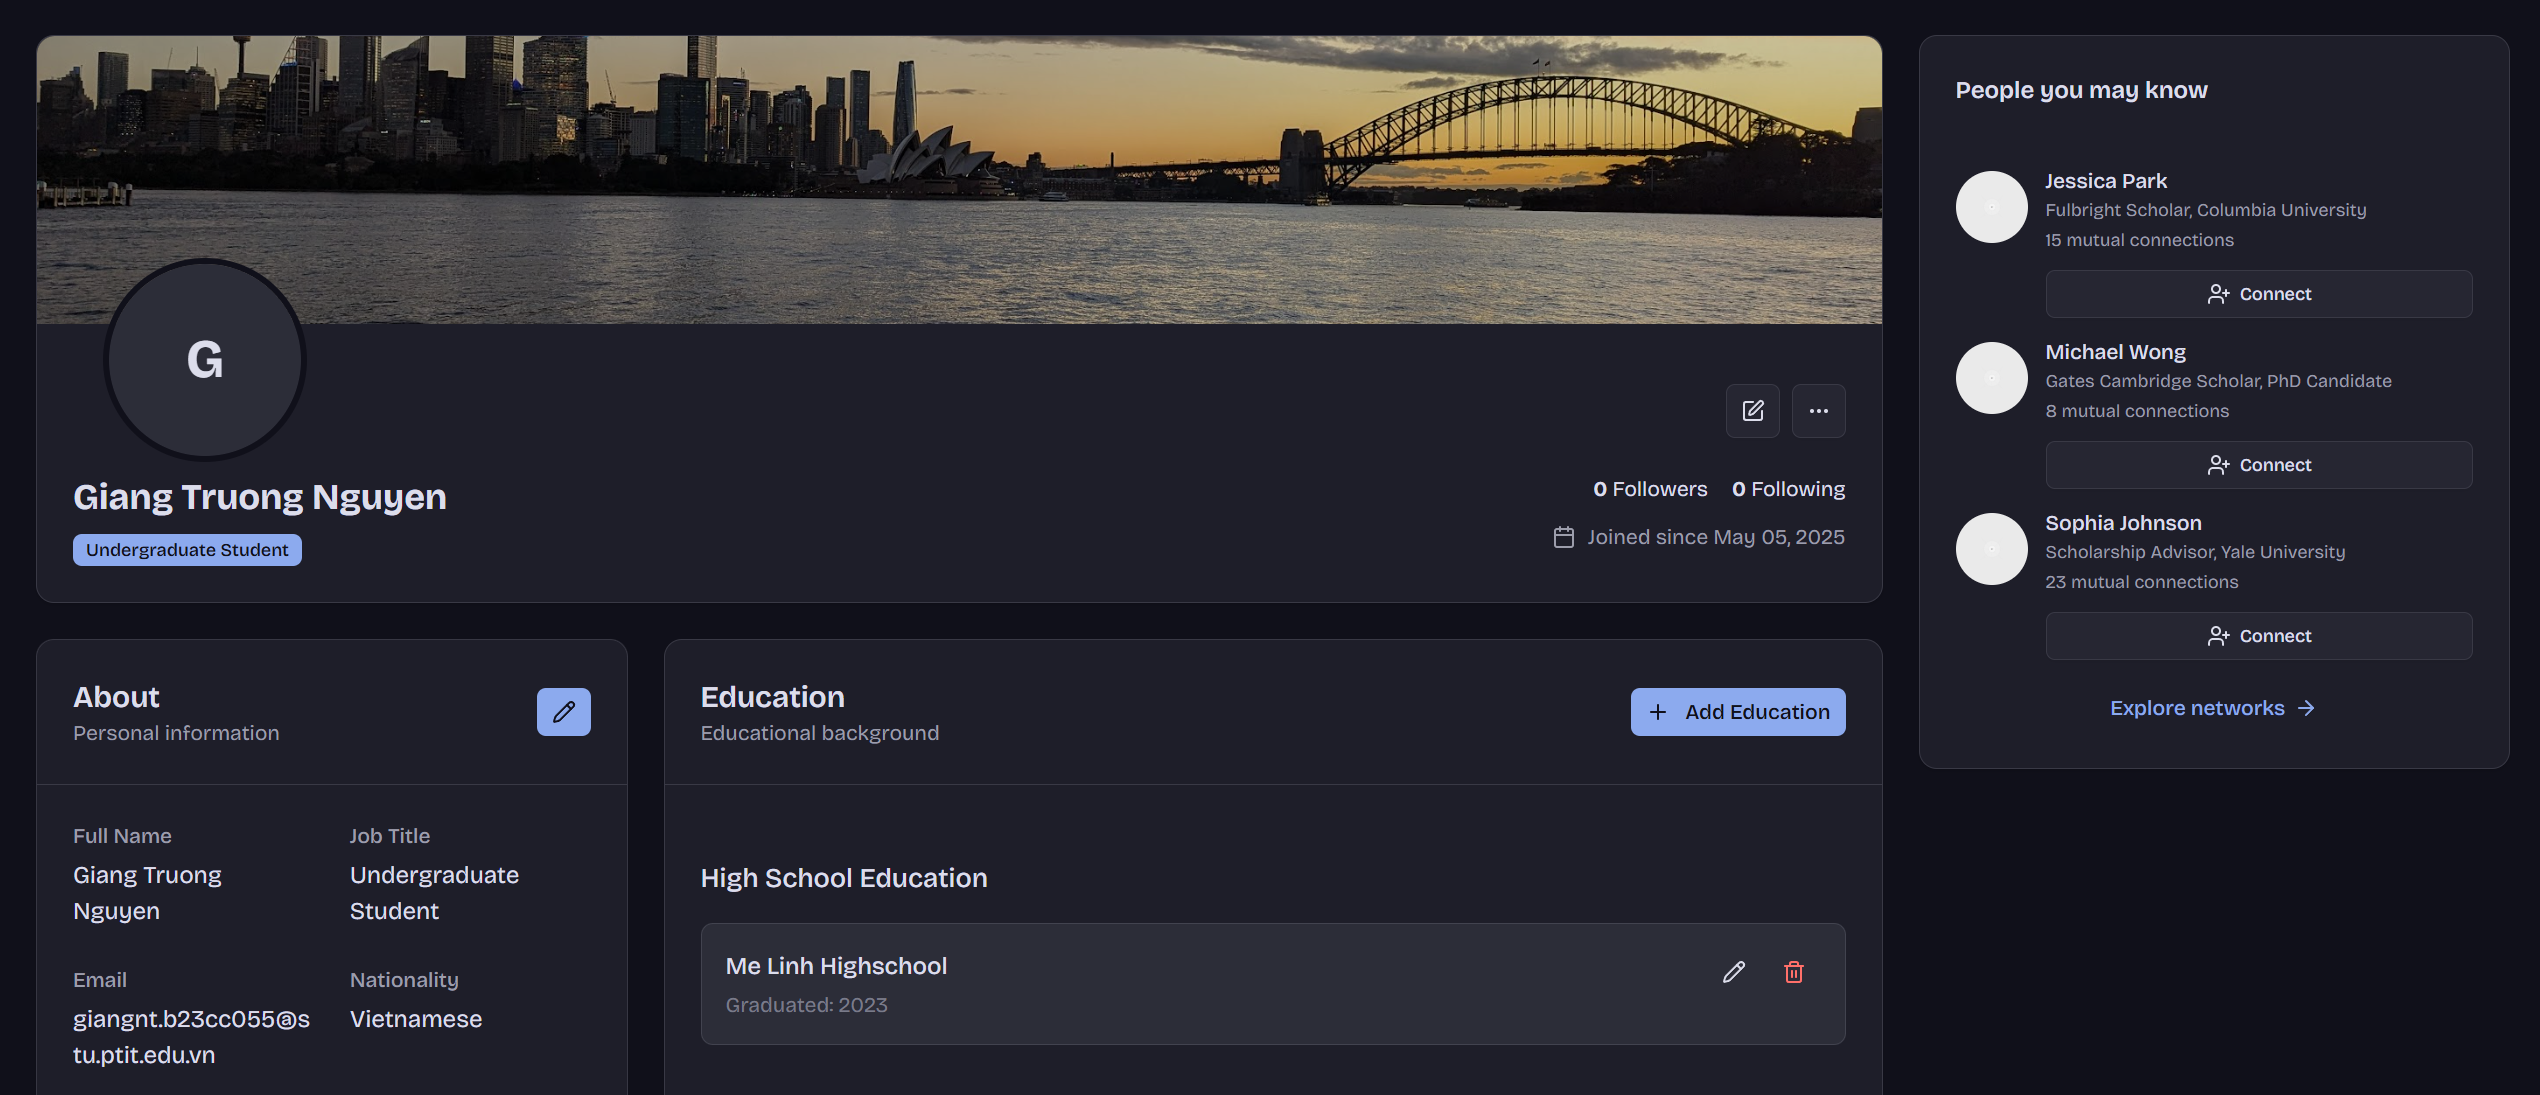 G
Giang Truong Nguyen
Undergraduate Student
0 Followers 0 Following
Joined since May 05, 2025
About
Personal information
Full Name
Giang Truong
Nguyen
Job Title
Undergraduate
Student
Email
giangnt.b23cc055@s
tu.ptit.edu.vn
Nationality
Vietnamese
Education
Educational background
Add Education
High School Education
Me Linh Highschool
Graduated: 2023
People you may know
Jessica Park
Fulbright Scholar, Columbia University
15 mutual connections
Connect
Michael Wong
Gates Cambridge Scholar, PhD Candidate
8 mutual connections
Connect
Sophia Johnson
Scholarship Advisor, Yale University
23 mutual connections
Connect
Explore networks